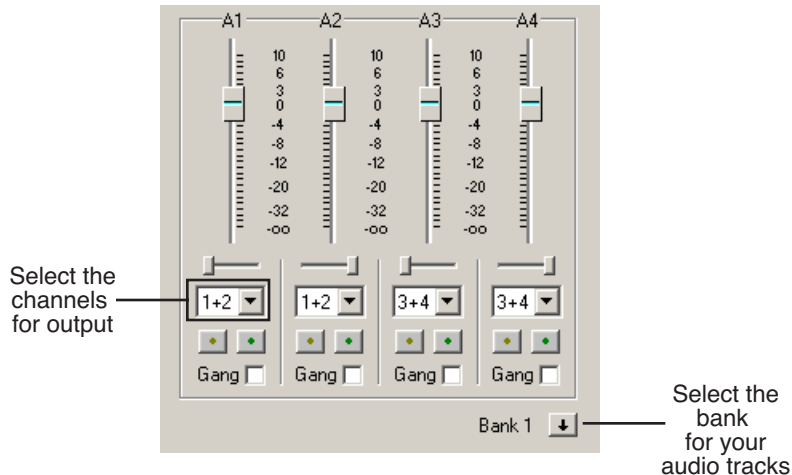 A1 A2 A3 A4
10 10 10
6 6 6
3 3 3
0 0 0
-4 -4 -4
-8 -8 -8
-12 -12 -12
-20 -20 -20
-32 -32 -32
-oo -oo -oo
Select the
channels
for output
1+2 1+2 3+4 3+4
Gang Gang Gang Gang
Bank 1
Select the
bank
for your
audio tracks